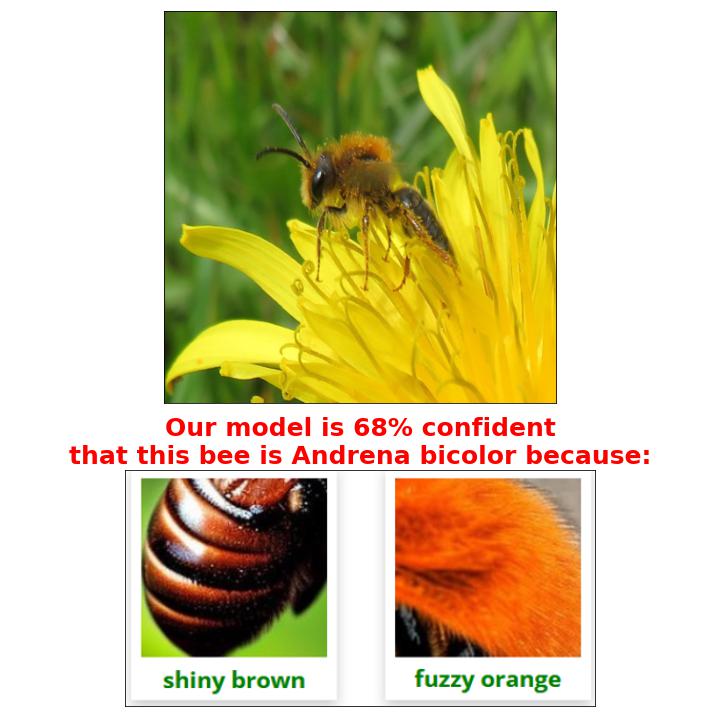 Our model is 68% confident
that this bee is Andrena bicolor because:
shiny brown
fuzzy orange